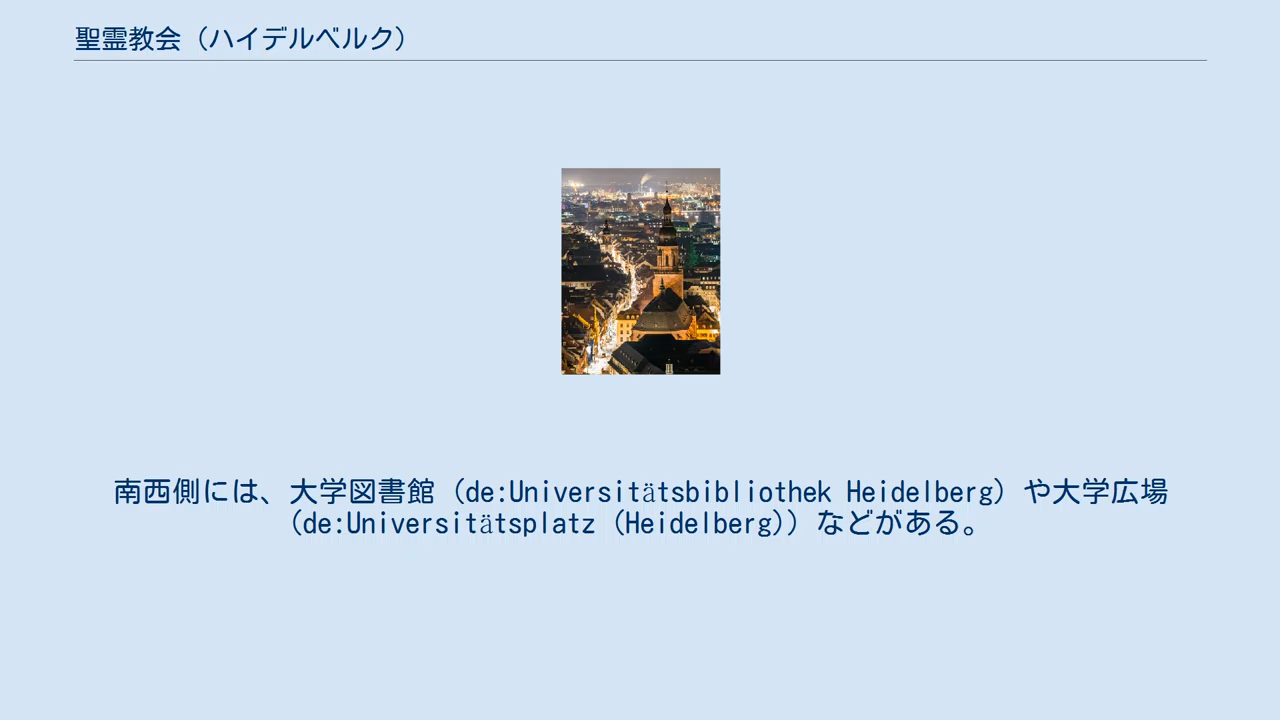 聖霊教会（ハイデルベルク）
南西側には、大学図書館（de:Universitätsbibliothek Heidelberg）や大学広場
（de:Universitätsplatz（Heidelberg））などがある。